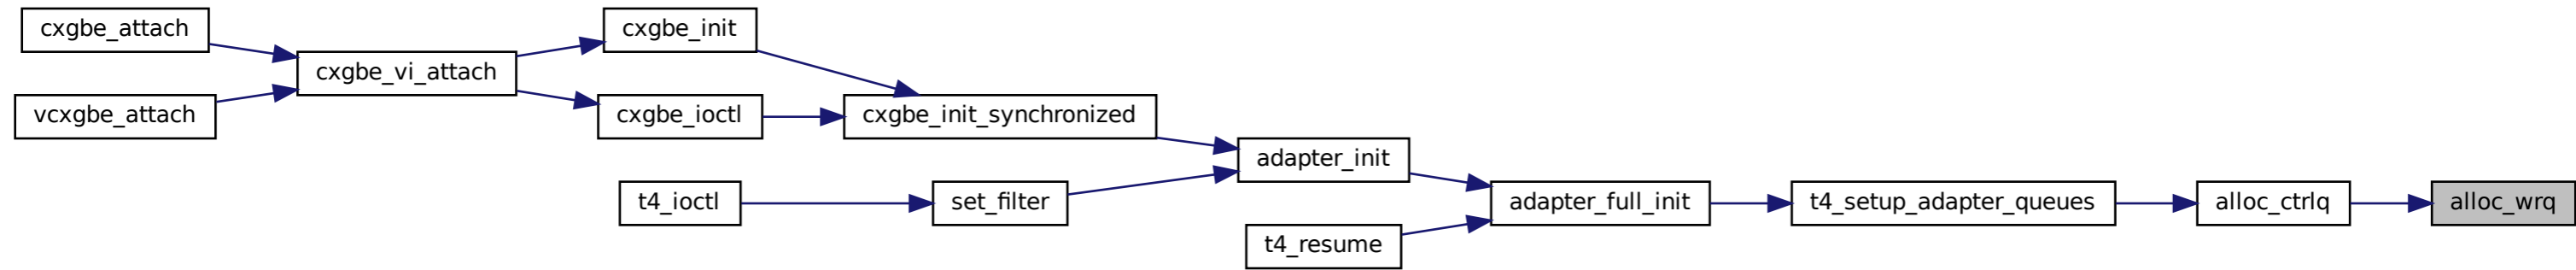 cxgbe_attach
vcxgbe_attach
cxgbe_vi_attach
cxgbe_init
cxgbe_ioctl
t4_ioctl
cxgbe_init_synchronized
set_filter
adapter_init
t4_resume
adapter_full_init
t4_setup_adapter_queues
alloc_ctrlq
alloc_wrq